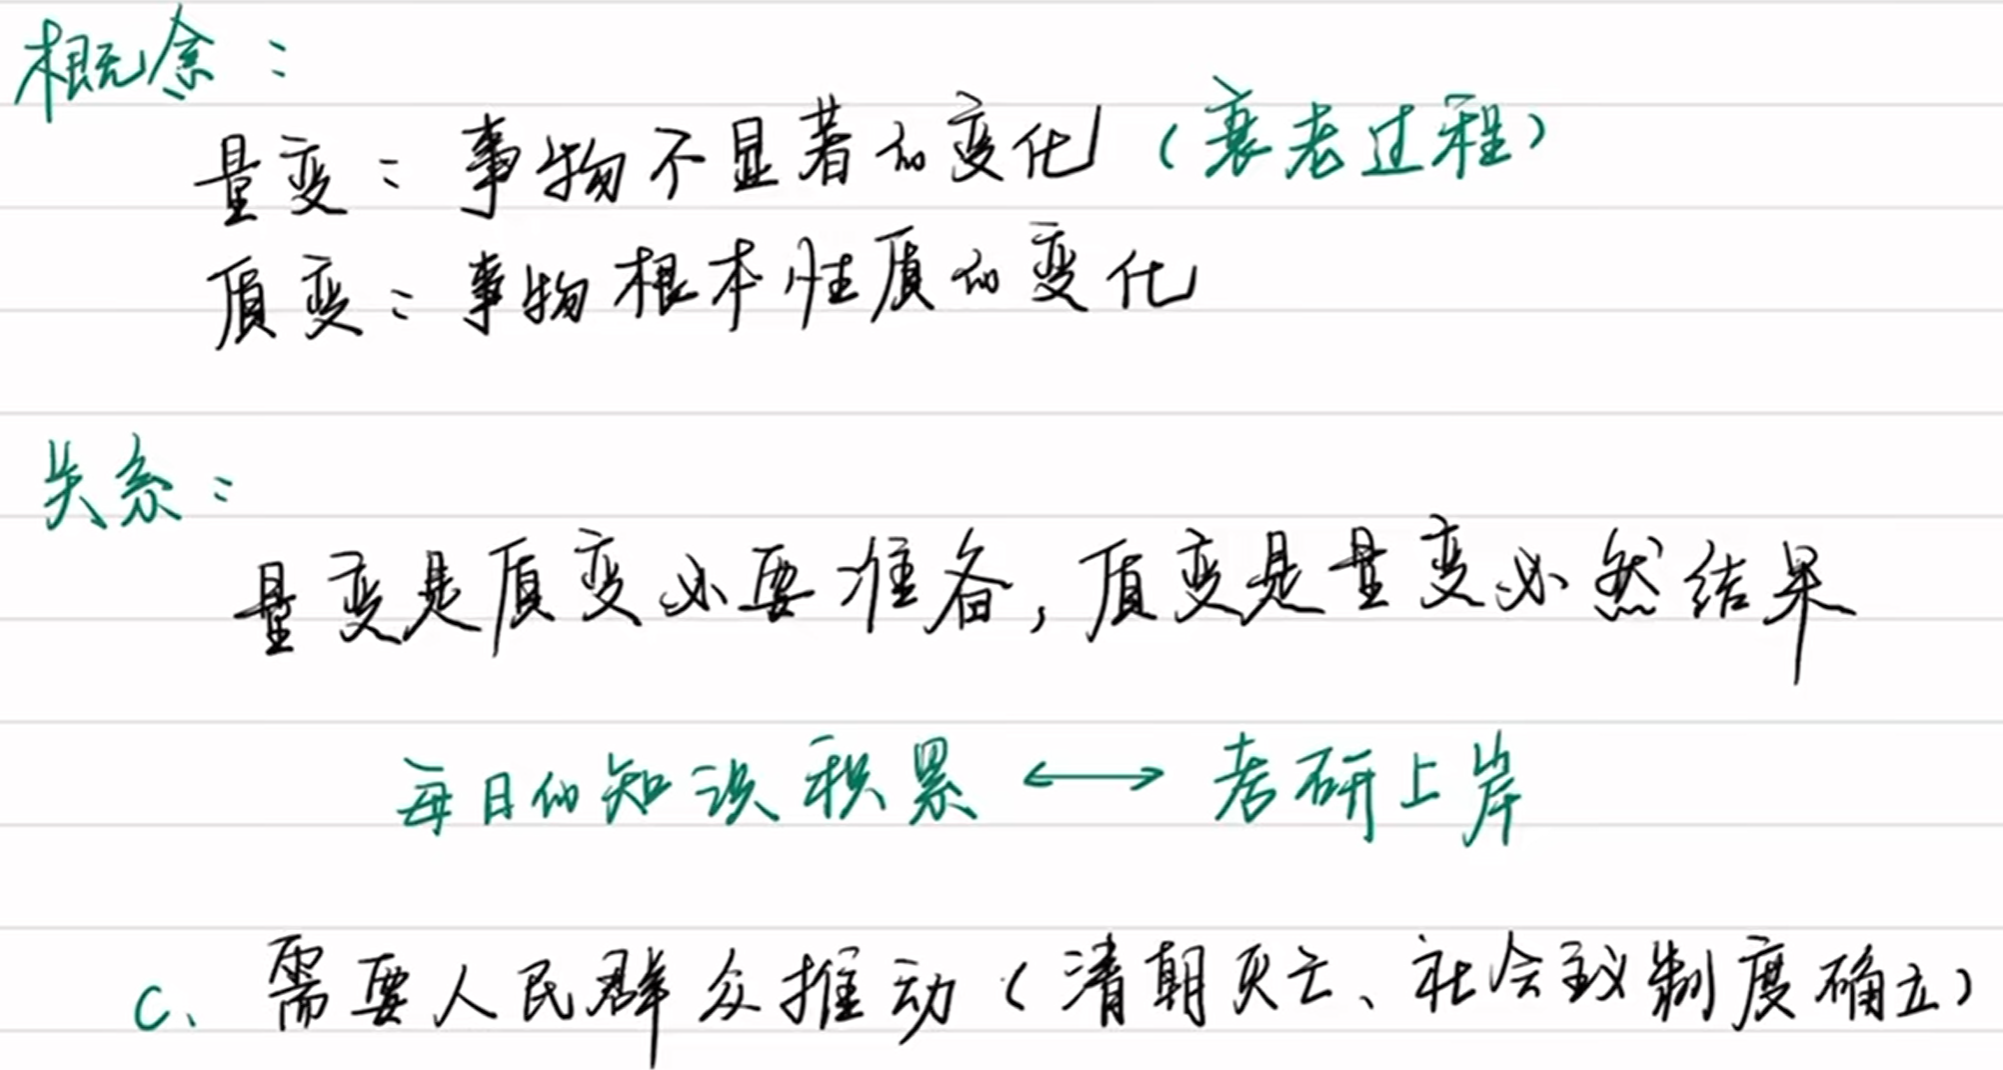 概念：
量变：事物不显著的变化（衰老过程）
质变：事物根本性质的变化
关系：
量变是质变必要准备，质变是量变必然结果
每日的知识积累 ⟷ 考研上岸
C、需要人民群众推动（清朝灭亡、社会主义制度确立）